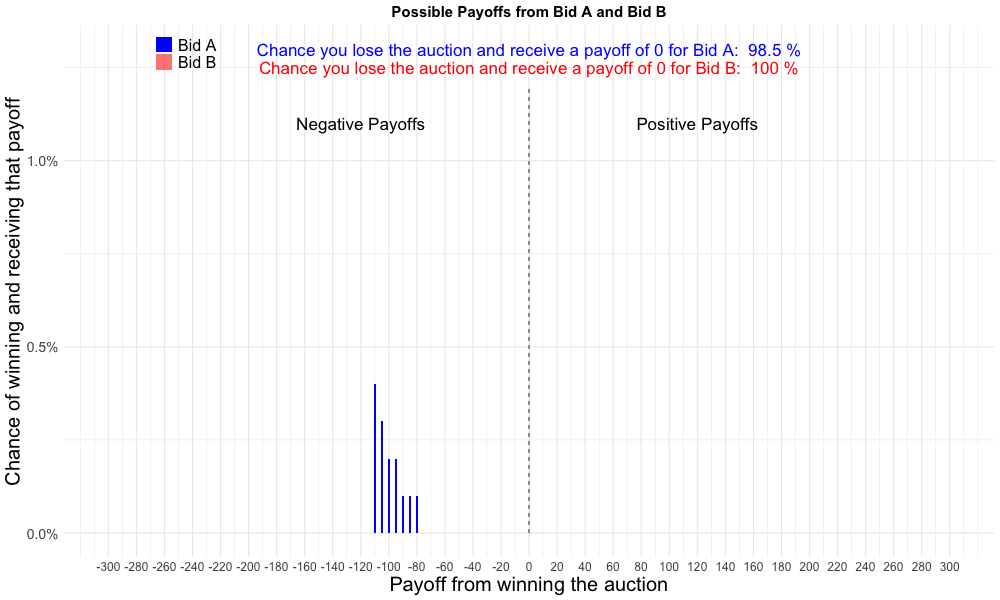 Possible Payoffs from Bid A and Bid B
Bid A
Bid B
Chance you lose the auction and receive a payoff of 0 for Bid A: 98.5 %
Chance you lose the auction and receive a payoff of 0 for Bid B: 100 %
Negative Payoffs
Positive Payoffs
Chance of winning and receiving that payoff
1.0%
0.5%
0.0%
-300 -280 -260 -240 -220 -200 -180 -160 -140 -120 -100 -80 -60 -40 -20 0 20 40 60 80 100 120 140 160 180 200 220 240 260 280 300
Payoff from winning the auction